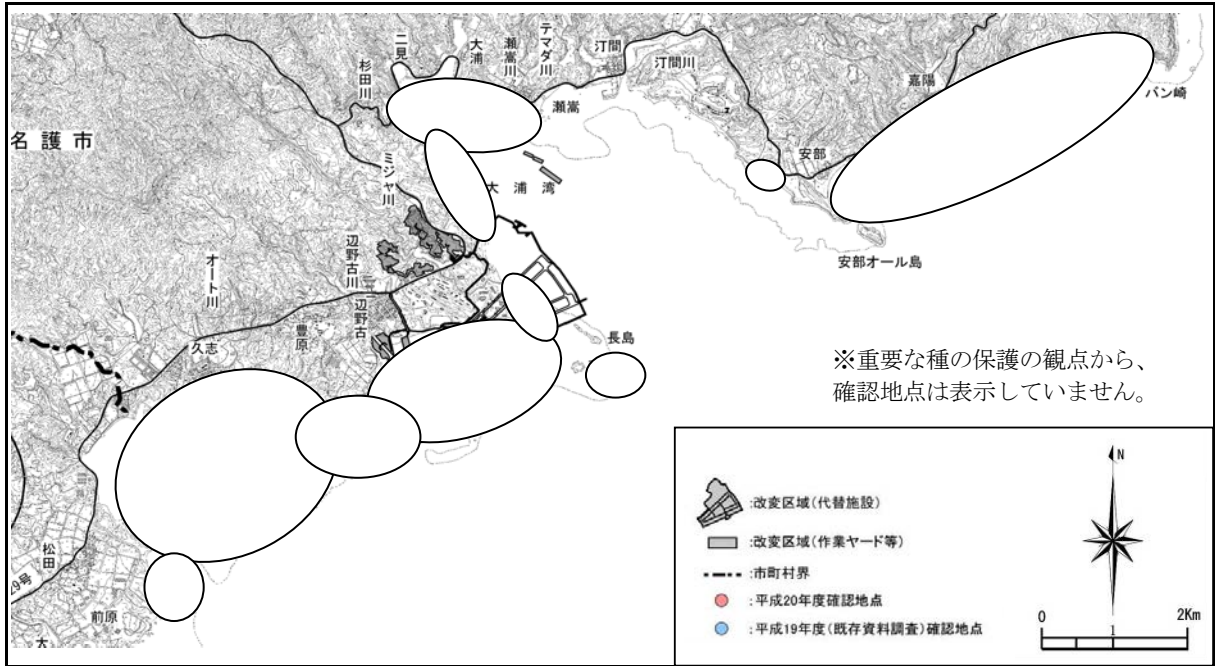 二見
大浦
瀬嵩川
テマダ川
汀間
汀間川
杉田川
瀬嵩
嘉陽
バン崎
名護市
安部
ミジャ川
大浦湾
安部オール島
辺野古川
オート川
辺野古
豊原
久志
長島
※重要な種の保護の観点から、
確認地点は表示していません。
松田
29号
前原
大
N
:改変区域(代替施設)
:改変区域(作業ヤード等)
:市町村界
:平成20年度確認地点
:平成19年度(既存資料調査)確認地点
0 1 2Km